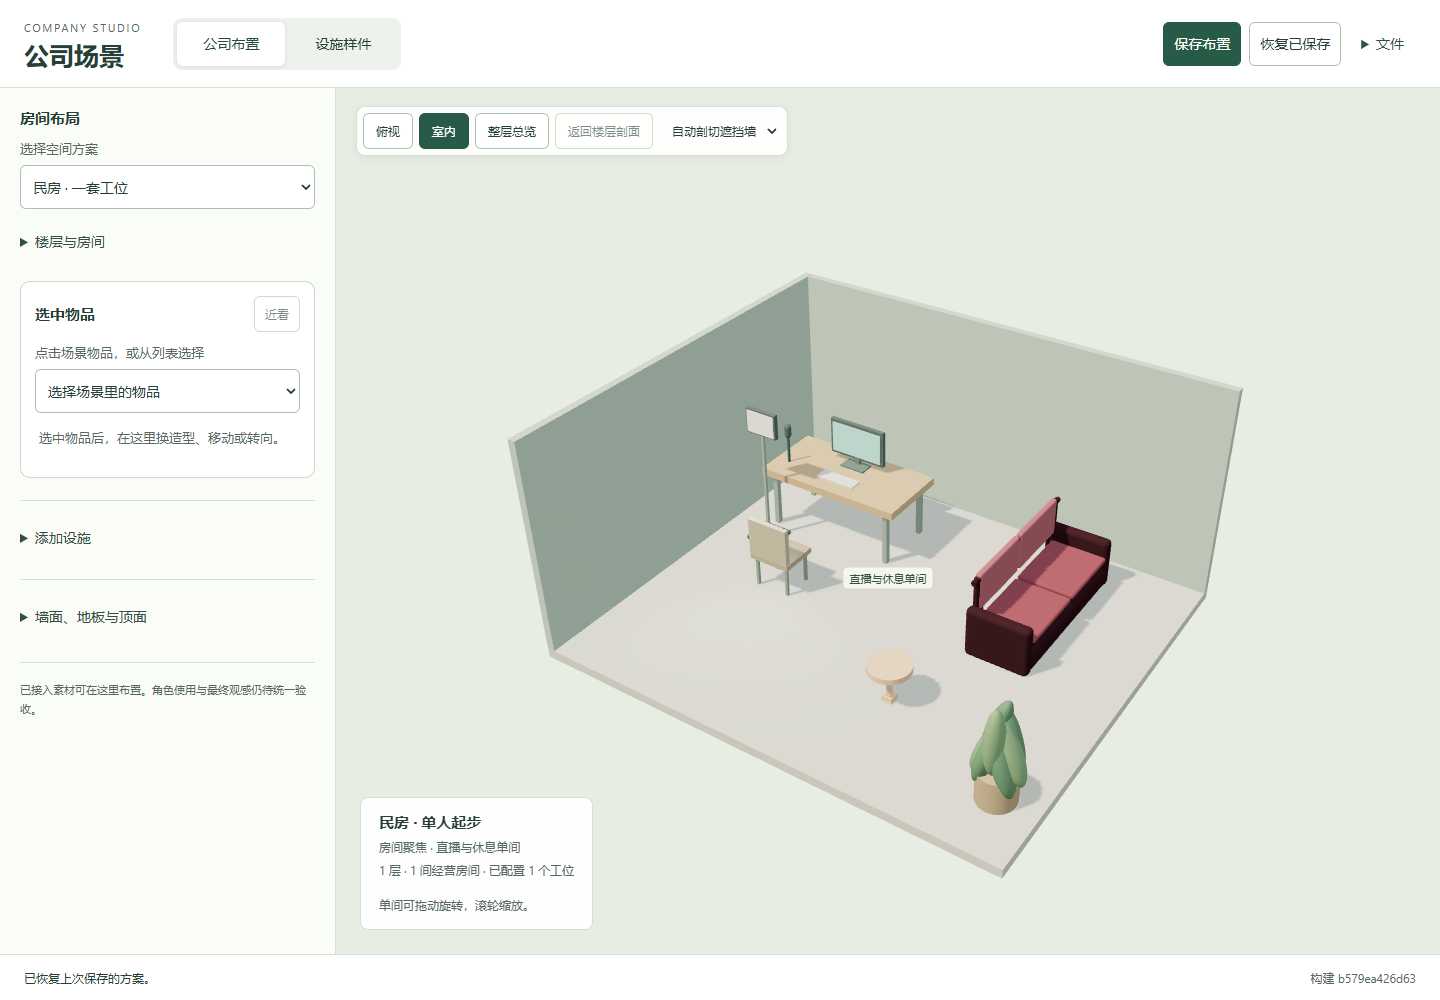 COMPANY STUDIO
公司场景
公司布置
设施样件
保存布置
恢复已保存
▶ 文件
房间布局
选择空间方案
民房 · 一套工位
▶ 楼层与房间
选中物品
近看
点击场景物品，或从列表选择
选择场景里的物品
选中物品后，在这里换造型、移动或转向。
▶ 添加设施
▶ 墙面、地板与顶面
已接入素材可在这里布置。角色使用与最终观感仍待统一验
收。
俯视
室内
整层总览
返回楼层剖面
自动剖切遮挡墙
直播与休息单间
民房 · 单人起步
房间聚焦 · 直播与休息单间
1 层 · 1 间经营房间 · 已配置 1 个工位
单间可拖动旋转，滚轮缩放。
已恢复上次保存的方案。
构建 b579ea426d63